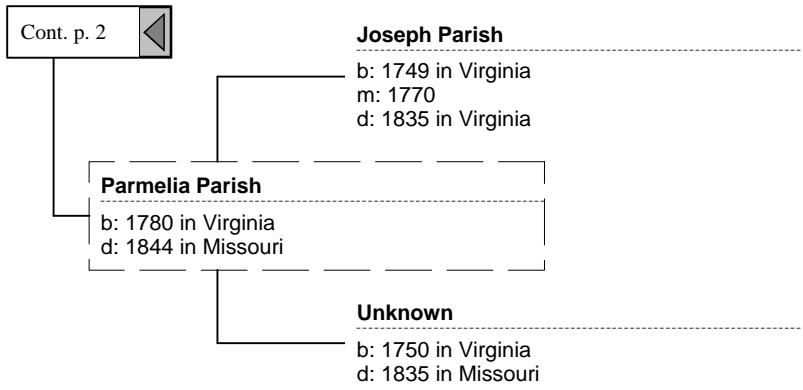 Cont. p. 2
Joseph Parish
b: 1749 in Virginia
m: 1770
d: 1835 in Virginia
Parmelia Parish
b: 1780 in Virginia
d: 1844 in Missouri
Unknown
b: 1750 in Virginia
d: 1835 in Missouri